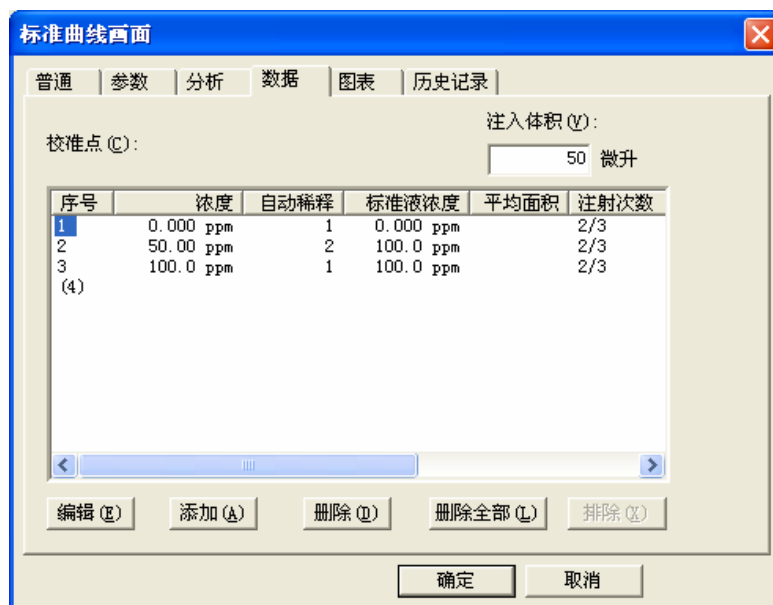 标准曲线画面
普通 参数 分析 数据 图表 历史记录
注入体积(V):
校准点(C):
50 微升
序号 浓度 自动稀释 标准液浓度 平均面积 注射次数
1 0.000 ppm 1 0.000 ppm 2/3
2 50.00 ppm 2 100.0 ppm 2/3
3 100.0 ppm 1 100.0 ppm 2/3
(4)
编辑(E) 添加(A) 删除(D) 删除全部(L) 排除(X)
确定 取消